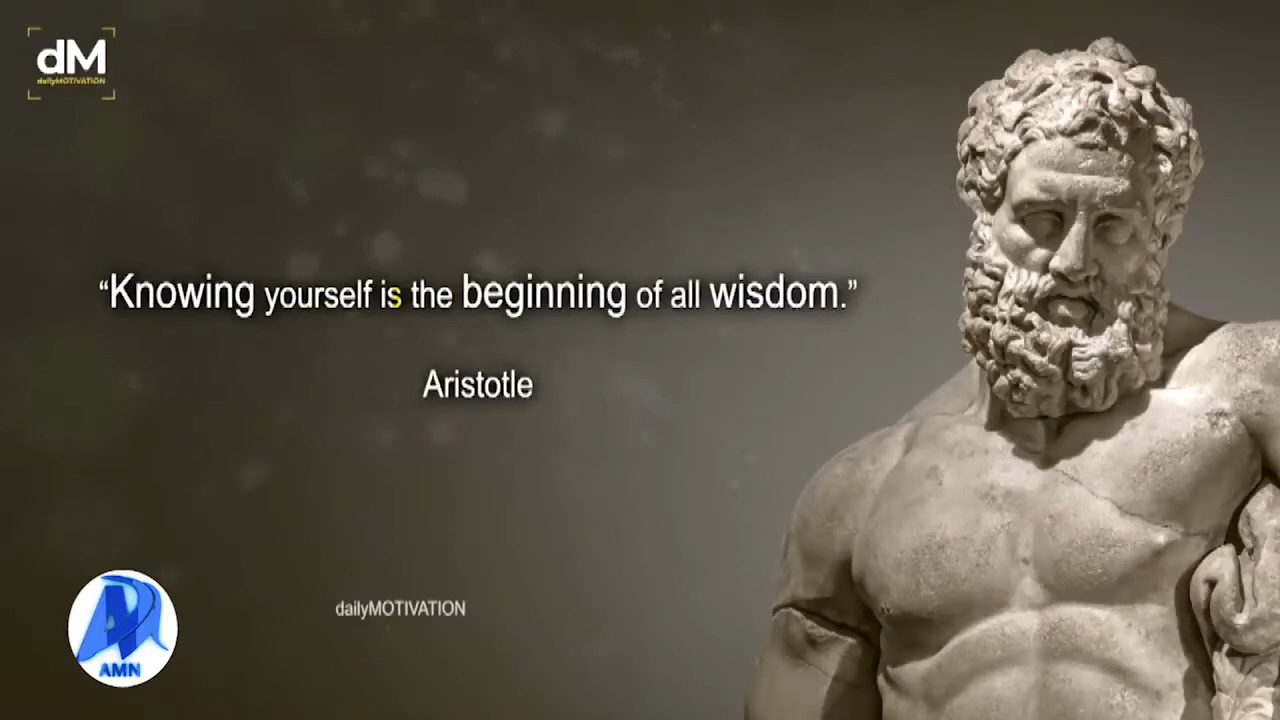 dM
dailyMOTIVATION
“Knowing yourself is the beginning of all wisdom.”
Aristotle
dailyMOTIVATION
AMN